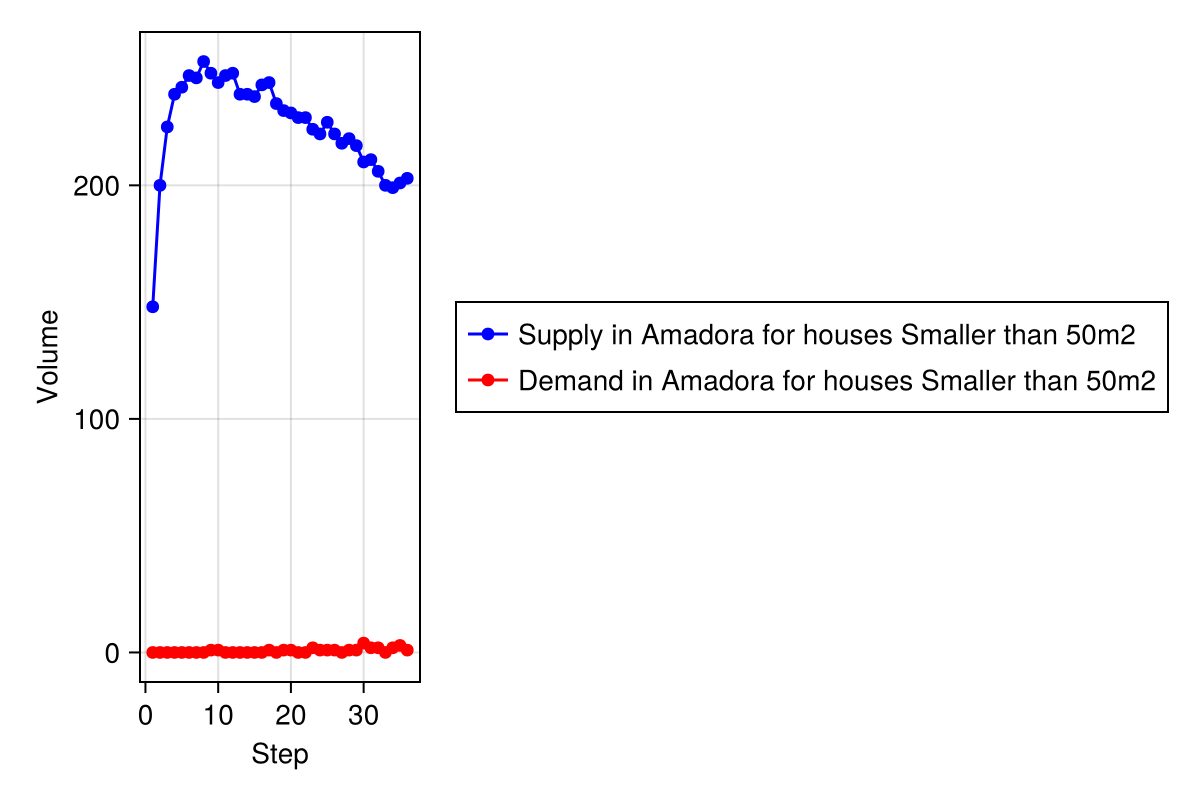 200
100
0
Volume
0 10 20 30
Step
Supply in Amadora for houses Smaller than 50m2
Demand in Amadora for houses Smaller than 50m2